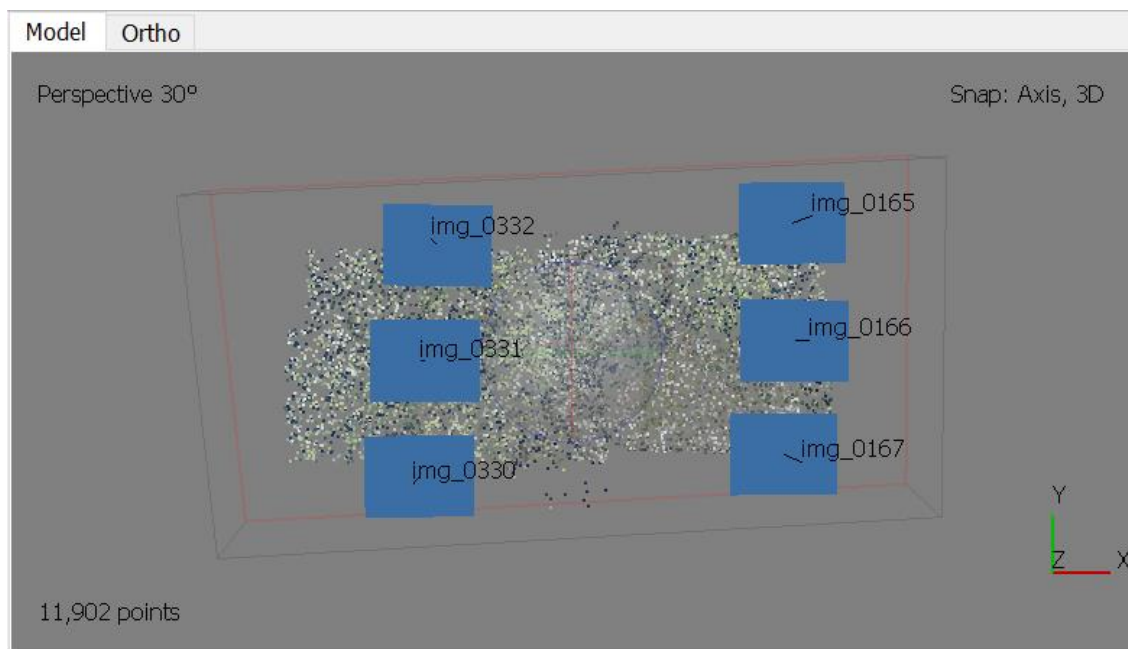 Model Ortho
Perspective 30° Snap: Axis, 3D
img_0332 img_0165
img_0331 img_0166
img_0330 img_0167
Y
Z X
11,902 points